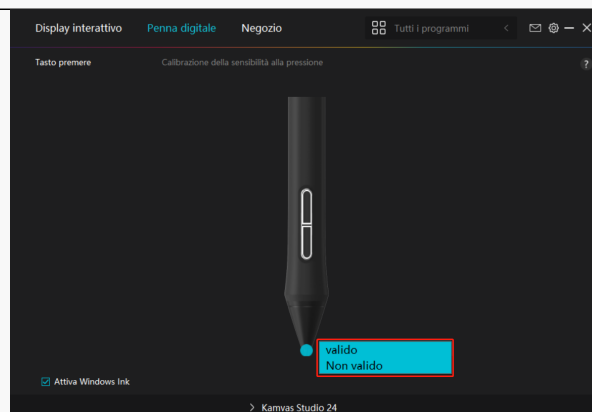 Display interattivo Penna digitale Negozio Tutti i programmi <
Tasto premere Calibrazione della sensibilità alla pressione ?
valido
Non valido
Attiva Windows Ink
> Kamvas Studio 24